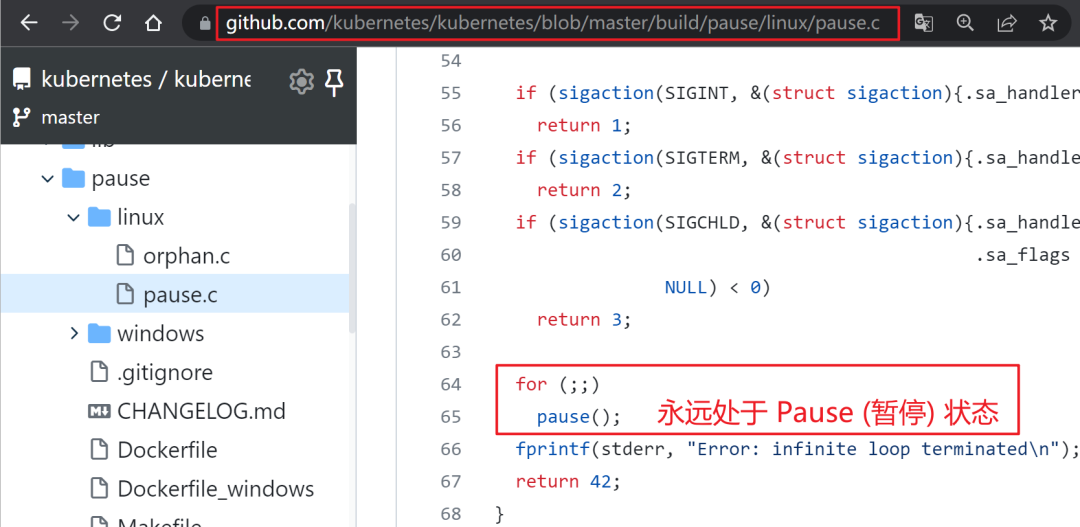 github.com/kubernetes/kubernetes/blob/master/build/pause/linux/pause.c
kubernetes / kuberne
master
lib
pause
linux
orphan.c
pause.c
windows
.gitignore
CHANGELOG.md
Dockerfile
Dockerfile_windows
Makefile
54
55 if (sigaction(SIGINT, &(struct sigaction){.sa_handler
56 return 1;
57 if (sigaction(SIGTERM, &(struct sigaction){.sa_handle
58 return 2;
59 if (sigaction(SIGCHLD, &(struct sigaction){.sa_handle
60 .sa_flags
61 NULL) < 0)
62 return 3;
63
64 for (;;)
65 pause(); 永远处于 Pause (暂停) 状态
66 fprintf(stderr, "Error: infinite loop terminated\n");
67 return 42;
68 }